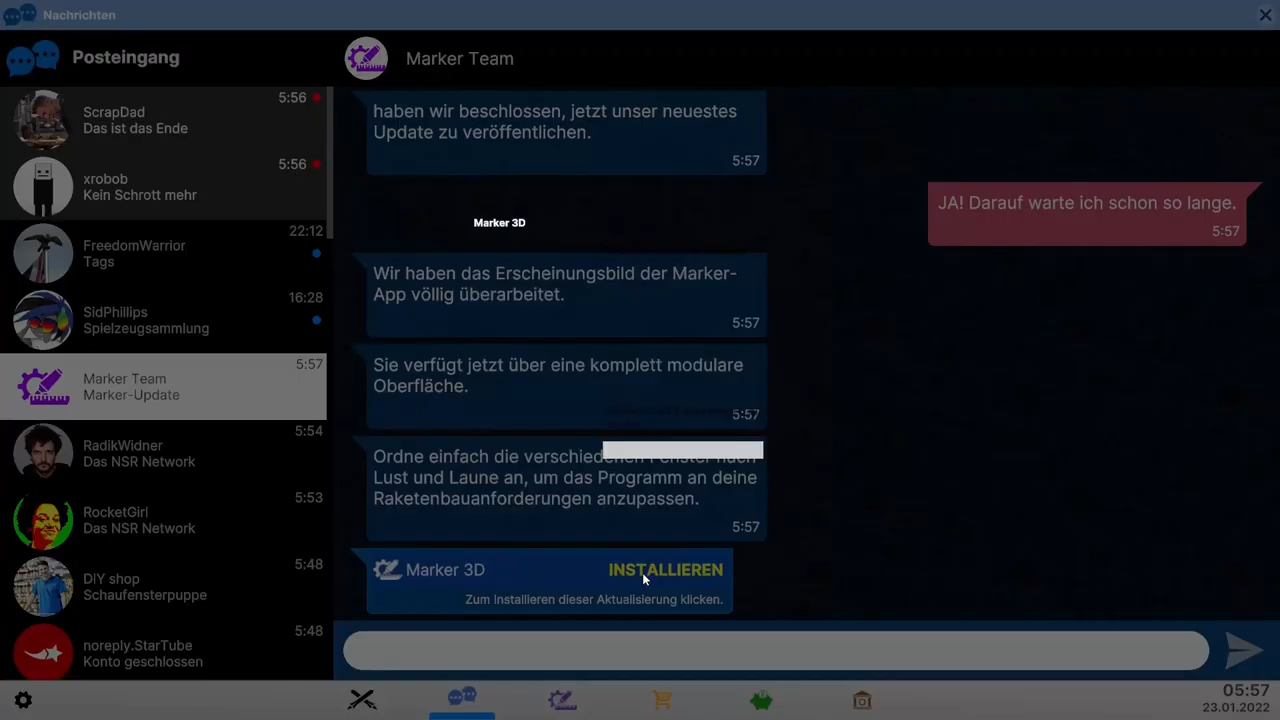 Nachrichten
Posteingang
ScrapDad
5:56
Das ist das Ende
xrobob
5:56
Kein Schrott mehr
FreedomWarrior
22:12
Tags
SidPhillips
16:28
Spielzeugsammlung
Marker Team
5:57
Marker-Update
RadikWidner
5:54
Das NSR Network
RocketGirl
5:53
Das NSR Network
DIY shop
5:48
Schaufensterpuppe
noreply.StarTube
5:48
Konto geschlossen
Marker Team
haben wir beschlossen, jetzt unser neuestes
Update zu veröffentlichen.
5:57
JA! Darauf warte ich schon so lange.
5:57
Marker 3D
Wir haben das Erscheinungsbild der Marker-
App völlig überarbeitet.
5:57
Sie verfügt jetzt über eine komplett modulare
Oberfläche.
5:57
Ordne einfach die verschiedenen Fenster nach
Lust und Laune an, um das Programm an deine
Raketenbauanforderungen anzupassen.
5:57
Marker 3D INSTALLIEREN
Zum Installieren dieser Aktualisierung klicken.
05:57
23.01.2022